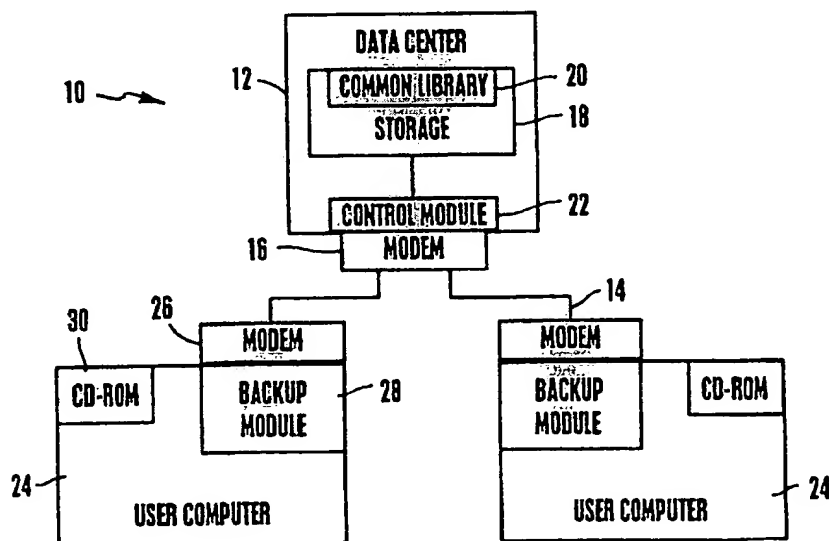 DATA CENTER
12
COMMON LIBRARY
20
10
STORAGE
18
CONTROL MODULE
22
16
MODEM
14
26
MODEM
MODEM
30
CD-ROM
BACKUP
MODULE
28
BACKUP
MODULE
CD-ROM
24
USER COMPUTER
USER COMPUTER
24